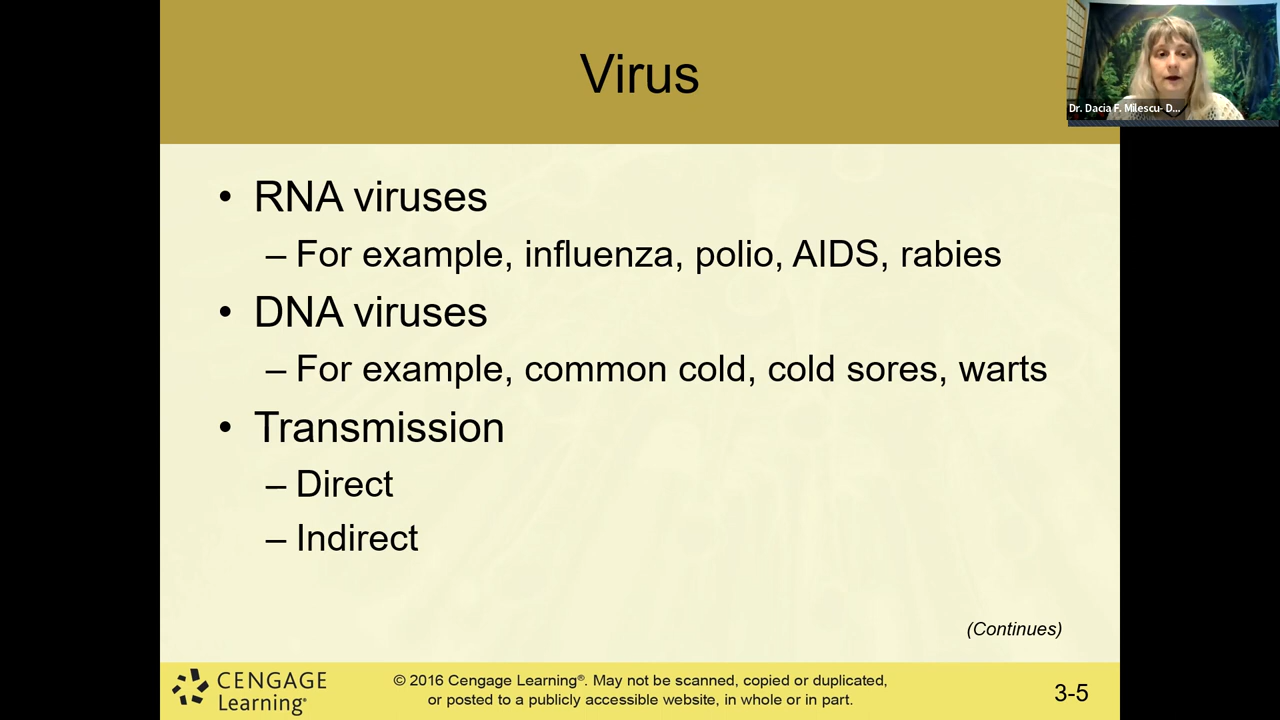 Virus
Dr. Dacia F. Milescu- D...
• RNA viruses
– For example, influenza, polio, AIDS, rabies
• DNA viruses
– For example, common cold, cold sores, warts
• Transmission
– Direct
– Indirect
(Continues)
CENGAGE
Learning®
© 2016 Cengage Learning®. May not be scanned, copied or duplicated,
or posted to a publicly accessible website, in whole or in part.
3-5